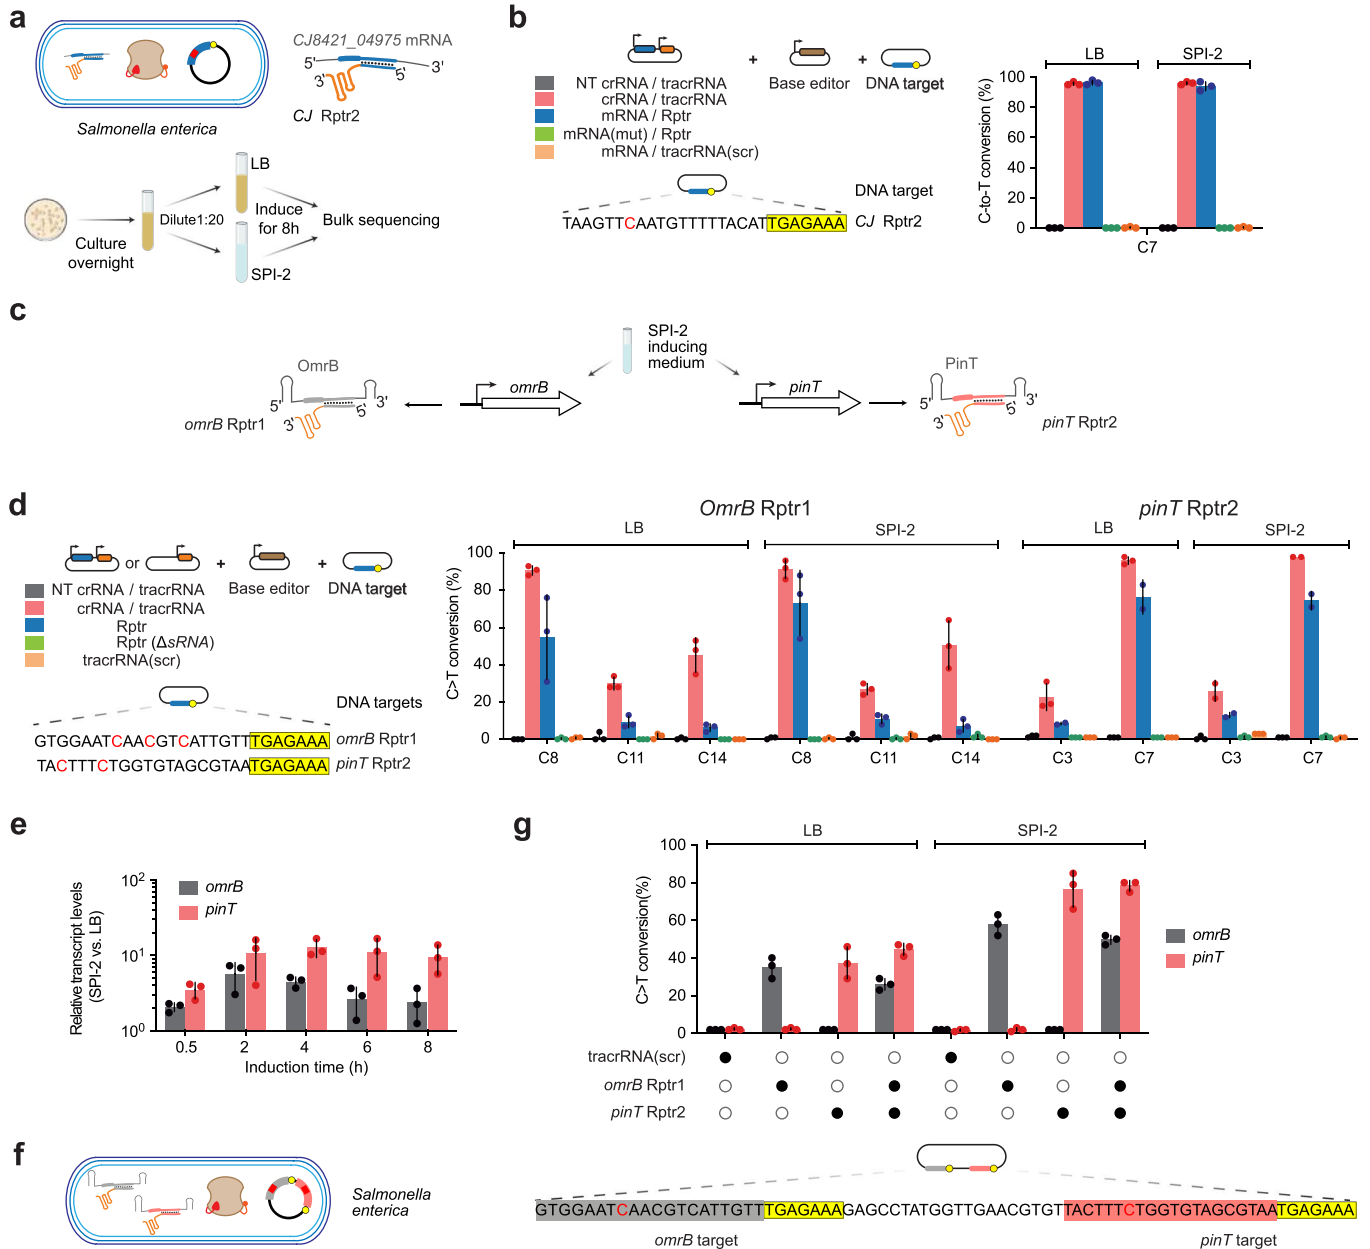 a
CJ8421_04975 mRNA
5'
3'
3'
5'
CJ Rptr2
Salmonella enterica
LB
Culture
overnight
Dilute1:20
Induce
for 8h
Bulk sequencing
SPI-2
b
+
Base editor
+
DNA target
NT crRNA / tracrRNA
crRNA / tracrRNA
mRNA / Rptr
mRNA(mut) / Rptr
mRNA / tracrRNA(scr)
DNA target
TAAGTTCAATGTTTTTACATTGAGAAA CJ Rptr2
LB SPI-2
C-to-T conversion (%)
100
80
60
40
20
0
C7
c
SPI-2
inducing
medium
OmrB
5'
3'
5'
3'
omrB Rptr1
omrB
pinT
PinT
5'
3'
5'
3'
pinT Rptr2
d
or + Base editor + DNA target
NT crRNA / tracrRNA
crRNA / tracrRNA
Rptr
Rptr (ΔsRNA)
tracrRNA(scr)
DNA targets
GTGGAATCAACGTCATTGTTTGAGAAA omrB Rptr1
TACTTTCTGGTGTAGCGTAATGAGAAA pinT Rptr2
OmrB Rptr1 pinT Rptr2
LB SPI-2 LB SPI-2
C>T conversion (%)
100
80
60
40
20
0
C8 C11 C14 C8 C11 C14 C3 C7 C3 C7
e
Relative transcript levels
(SPI-2 vs. LB)
10²
10¹
10⁰
omrB
pinT
0.5 2 4 6 8
Induction time (h)
g
LB SPI-2
C>T conversion(%)
100
80
60
40
20
0
omrB
pinT
tracrRNA(scr)
omrB Rptr1
pinT Rptr2
f
Salmonella
enterica
GTGGAATCAACGTCATTGTTTGAGAAAGAGCCTATGGTTGAACGTGTTACTTTCTGGTGTAGCGTAATGAGAAA
omrB target pinT target